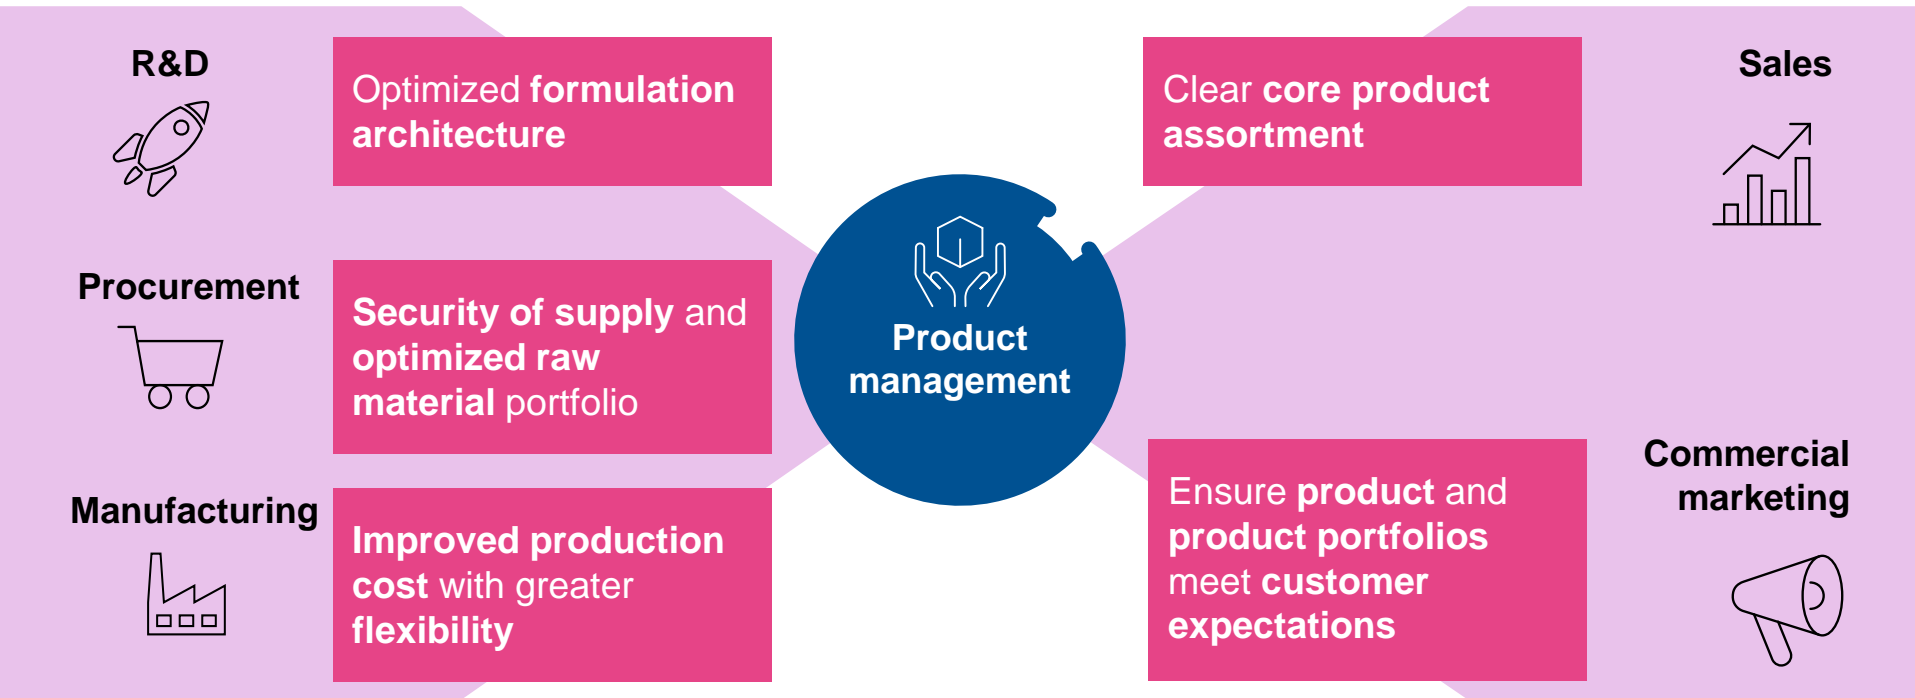 R&D
Optimized formulation
architecture
Procurement
Security of supply and
optimized raw
material portfolio
Manufacturing
Improved production
cost with greater
flexibility
Product
management
Clear core product
assortment
Sales
Ensure product and
product portfolios
meet customer
expectations
Commercial
marketing